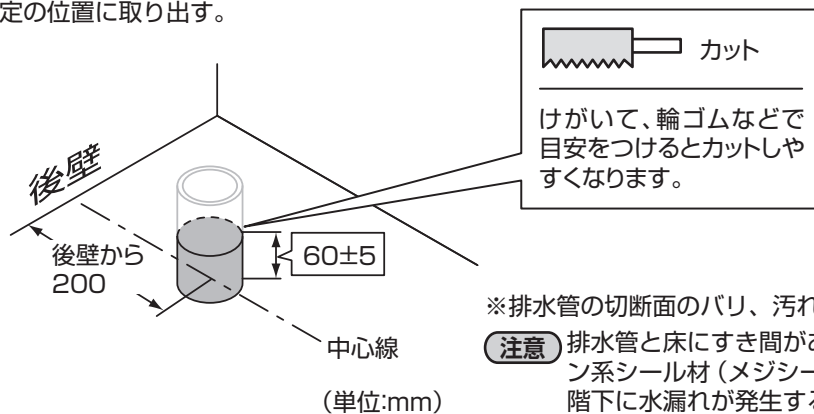 定の位置に取り出す。
カット
けがいて、輪ゴムなどで
目安をつけるとカットしや
すくなります。
後壁
後壁から
200
60±5
中心線
(単位:mm)
※排水管の切断面のバリ、汚れ
注意 排水管と床にすき間があ
ン系シール材(メジシー
階下に水漏れが発生する